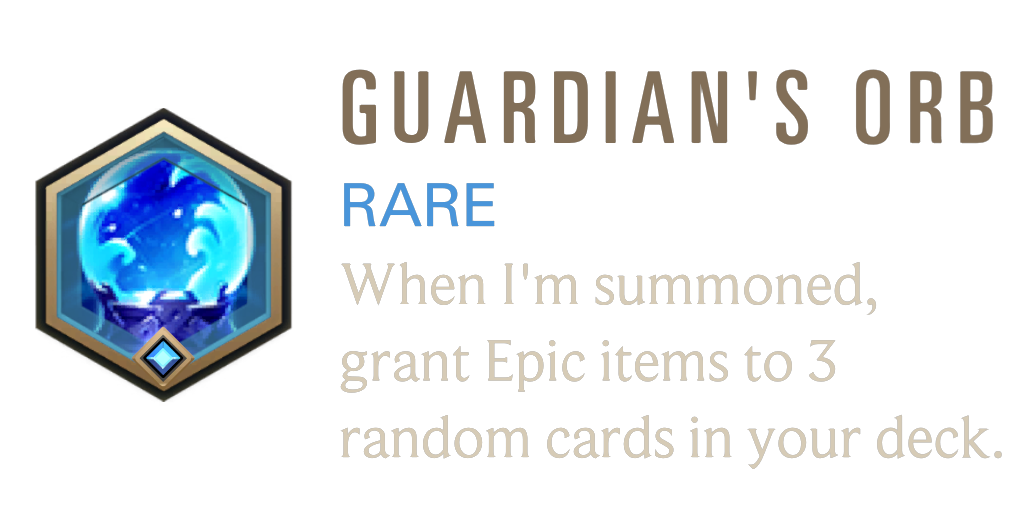 GUARDIAN'S ORB
RARE
When I'm summoned,
grant Epic items to 3
random cards in your deck.